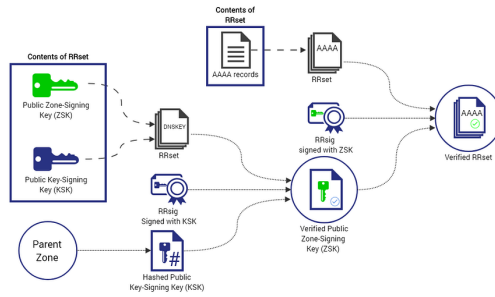 Contents of
RRset
AAAA records
AAAA
RRset
Contents of RRset
Public Zone-Signing
Key (ZSK)
Public Key-Signing
Key (KSK)
DNSKEY
RRset
RRsig
signed with ZSK
AAAA
Verified RRset
RRsig
Signed with KSK
Verified Public
Zone-Signing
Key (ZSK)
Parent
Zone
#
Hashed Public
Key-Signing Key (KSK)